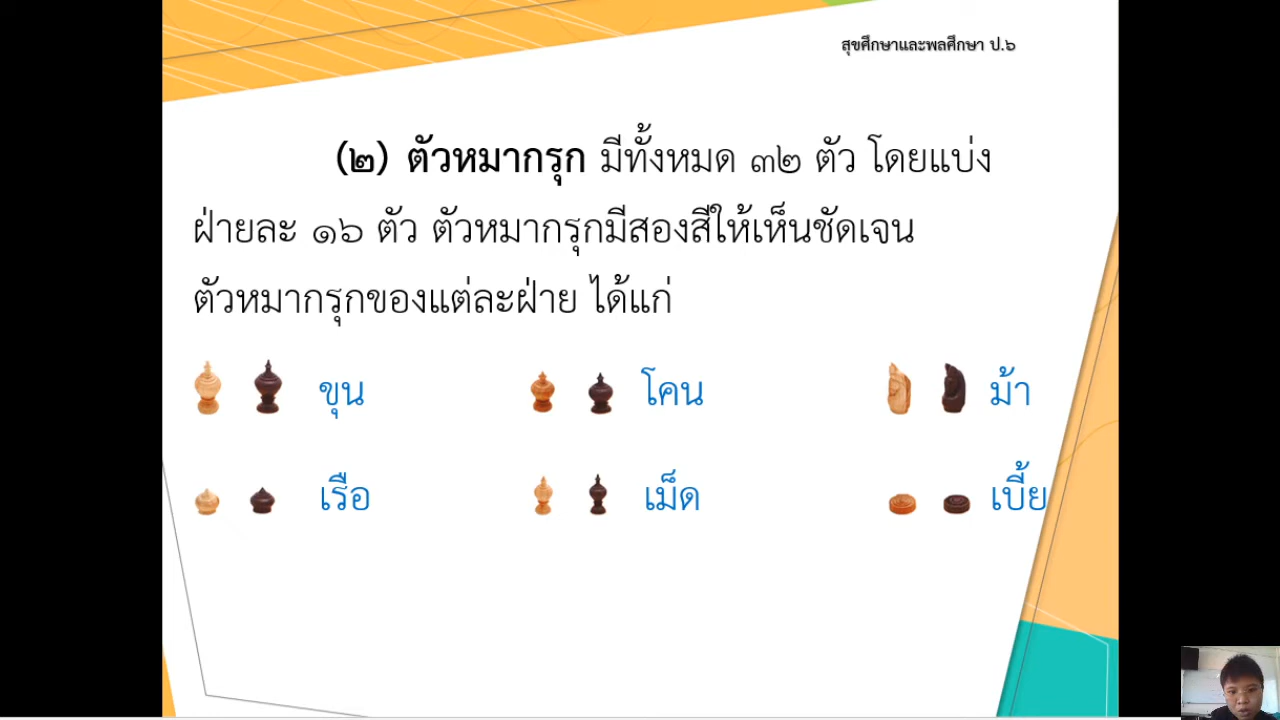 สุขศึกษาและพลศึกษา ป.๖
(๒) ตัวหมากรุก มีทั้งหมด ๓๒ ตัว โดยแบ่ง
ฝ่ายละ ๑๖ ตัว ตัวหมากรุกมีสองสีให้เห็นชัดเจน
ตัวหมากรุกของแต่ละฝ่าย ได้แก่
ขุน โคน ม้า
เรือ เม็ด เบี้ย